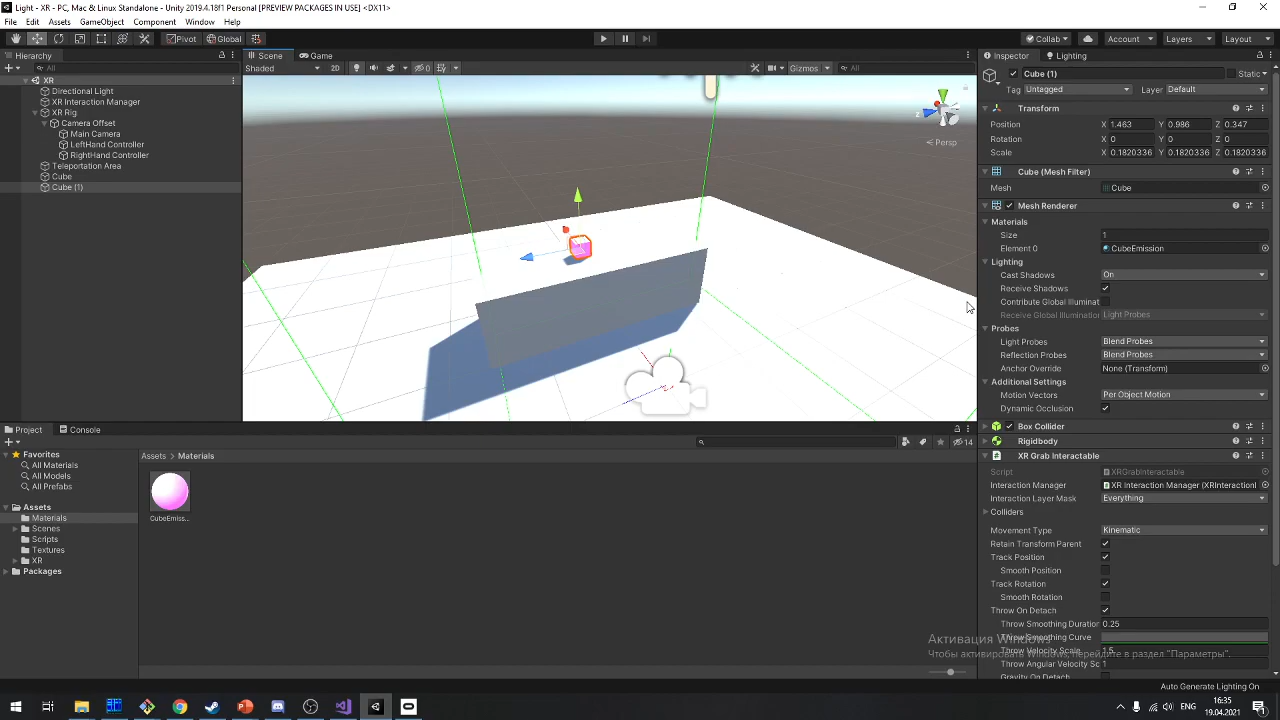 Light - XR - PC, Mac & Linux Standalone - Unity 2019.4.18f1 Personal [PREVIEW PACKAGES IN USE] <DX11>
File Edit Assets GameObject Component Window Help
Pivot Global Collab Account Layers Layout
Hierarchy Scene Game Inspector Lighting
All Shaded 2D 0 Gizmos All
XR
Directional Light
XR Interaction Manager
XR Rig
Camera Offset
Main Camera
LeftHand Controller
RightHand Controller
Teleportation Area
Cube
Cube (1)
z
Persp
Cube (1) Static
Tag Untagged Layer Default
Transform
Position X 1.463 Y 0.986 Z 0.347
Rotation X 0 Y 0 Z 0
Scale X 0.1820336 Y 0.1820336 Z 0.1820336
Cube (Mesh Filter)
Mesh Cube
Mesh Renderer
Materials
Size 1
Element 0 CubeEmission
Lighting
Cast Shadows On
Receive Shadows
Contribute Global Illuminat
Receive Global Illumination Light Probes
Probes
Light Probes Blend Probes
Reflection Probes Blend Probes
Anchor Override None (Transform)
Additional Settings
Motion Vectors Per Object Motion
Dynamic Occlusion
Box Collider
Rigidbody
XR Grab Interactable
Script XRGrabInteractable
Interaction Manager XR Interaction Manager (XRInteractionI
Interaction Layer Mask Everything
Colliders
Movement Type Kinematic
Retain Transform Parent
Track Position
Smooth Position
Track Rotation
Smooth Rotation
Throw On Detach
Throw Smoothing Duration 0.25
Throw Smoothing Curve
Throw Velocity Scale 1.5
Throw Angular Velocity Sc 1
Gravity On Detach
Project Console
14
Favorites
All Materials
All Models
All Prefabs
Assets
Materials
Scenes
Scripts
Textures
XR
Packages
Assets > Materials
CubeEmiss...
Активация Windows
Чтобы активировать Windows, перейдите в раздел "Параметры".
Auto Generate Lighting On
16:35
19.04.2021